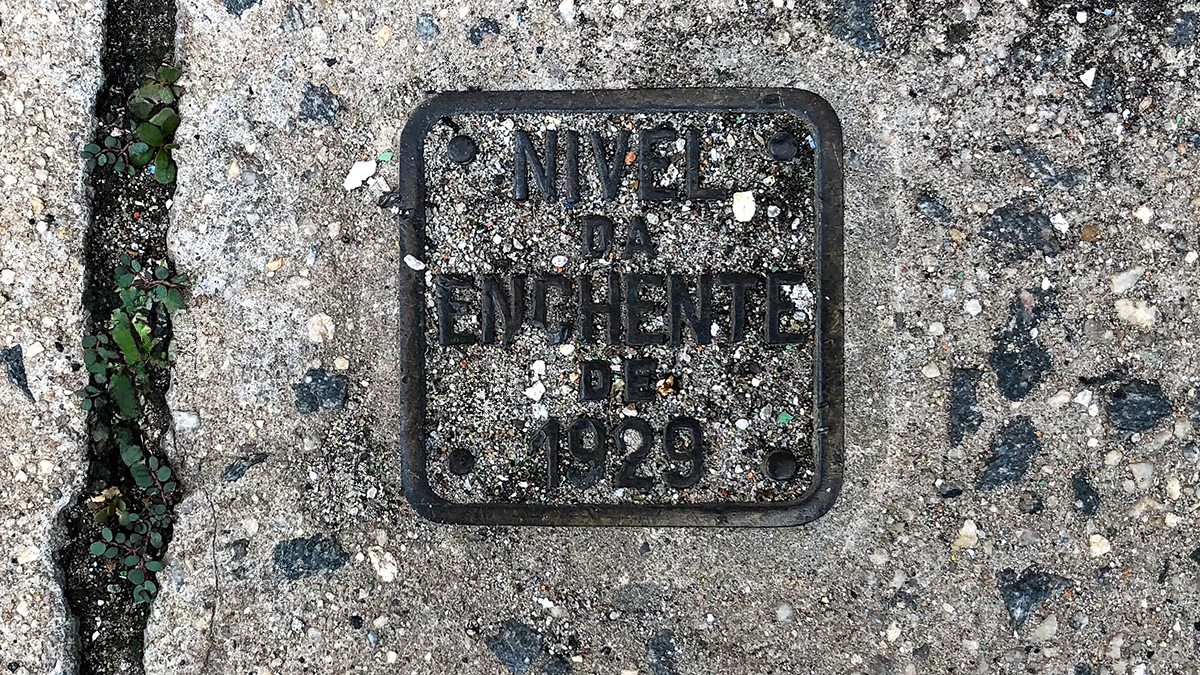 NIVEL
DA
ENCHENTE
DE
1929